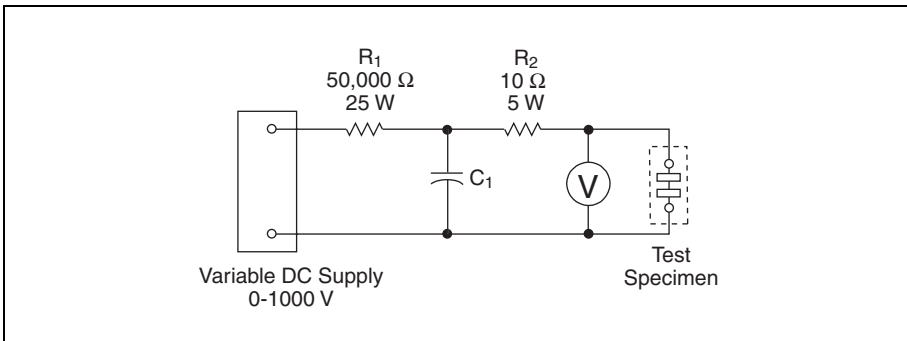 R1
50,000 Ω
25 W
R2
10 Ω
5 W
C1
V
Test
Specimen
Variable DC Supply
0-1000 V